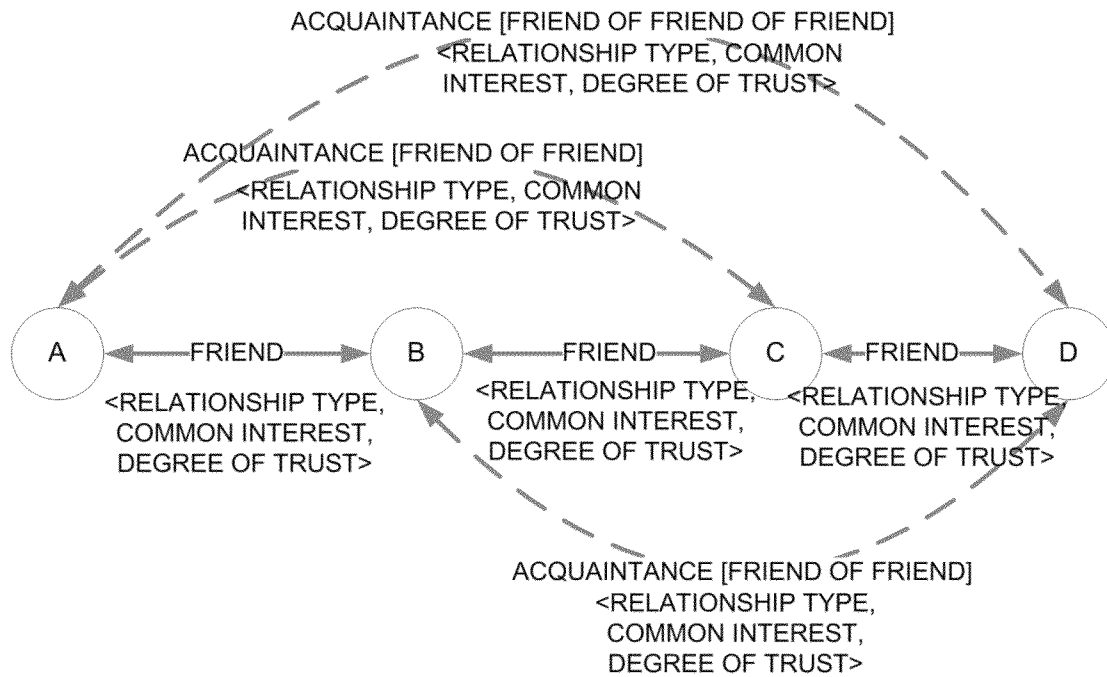 ACQUAINTANCE [FRIEND OF FRIEND OF FRIEND]
<RELATIONSHIP TYPE, COMMON
INTEREST, DEGREE OF TRUST>
ACQUAINTANCE [FRIEND OF FRIEND]
<RELATIONSHIP TYPE, COMMON
INTEREST, DEGREE OF TRUST>
A FRIEND B FRIEND C FRIEND D
<RELATIONSHIP TYPE,
COMMON INTEREST,
DEGREE OF TRUST>
<RELATIONSHIP TYPE,
COMMON INTEREST,
DEGREE OF TRUST>
<RELATIONSHIP TYPE,
COMMON INTEREST,
DEGREE OF TRUST>
ACQUAINTANCE [FRIEND OF FRIEND]
<RELATIONSHIP TYPE,
COMMON INTEREST,
DEGREE OF TRUST>